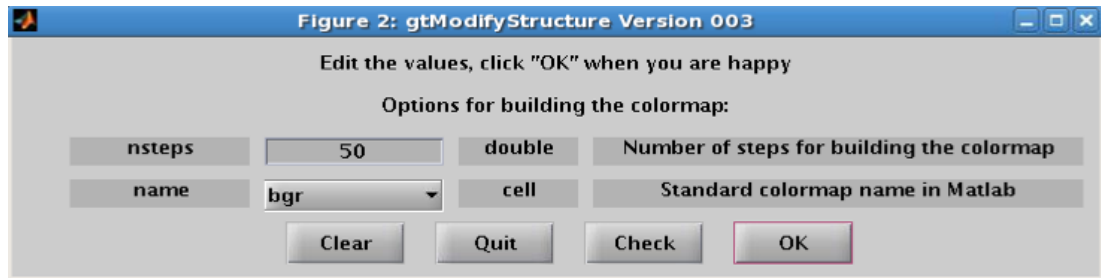 Figure 2: gtModifyStructure Version 003
Edit the values, click "OK" when you are happy
Options for building the colormap:
nsteps 50 double Number of steps for building the colormap
name bgr cell Standard colormap name in Matlab
Clear Quit Check OK